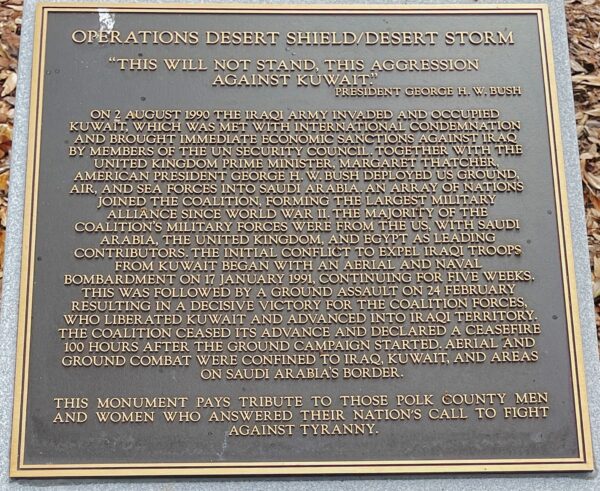 OPERATIONS DESERT SHIELD/DESERT STORM
"THIS WILL NOT STAND, THIS AGGRESSION
AGAINST KUWAIT"
PRESIDENT GEORGE H. W. BUSH
ON 2 AUGUST 1990 THE IRAQI ARMY INVADED AND OCCUPIED
KUWAIT, WHICH WAS MET WITH INTERNATIONAL CONDEMNATION
AND BROUGHT IMMEDIATE ECONOMIC SANCTIONS AGAINST IRAQ
BY MEMBERS OF THE UN SECURITY COUNCIL. TOGETHER WITH THE
UNITED KINGDOM PRIME MINISTER, MARGARET THATCHER,
AMERICAN PRESIDENT GEORGE H. W. BUSH DEPLOYED US GROUND,
AIR, AND SEA FORCES INTO SAUDI ARABIA. AN ARRAY OF NATIONS
JOINED THE COALITION, FORMING THE LARGEST MILITARY
ALLIANCE SINCE WORLD WAR II. THE MAJORITY OF THE
COALITION'S MILITARY FORCES WERE FROM THE US, WITH SAUDI
ARABIA, THE UNITED KINGDOM, AND EGYPT AS LEADING
CONTRIBUTORS. THE INITIAL CONFLICT TO EXPEL IRAQI TROOPS
FROM KUWAIT BEGAN WITH AN AERIAL AND NAVAL
BOMBARDMENT ON 17 JANUARY 1991, CONTINUING FOR FIVE WEEKS.
THIS WAS FOLLOWED BY A GROUND ASSAULT ON 24 FEBRUARY
RESULTING IN A DECISIVE VICTORY FOR THE COALITION FORCES,
WHO LIBERATED KUWAIT AND ADVANCED INTO IRAQI TERRITORY.
THE COALITION CEASED ITS ADVANCE AND DECLARED A CEASEFIRE
100 HOURS AFTER THE GROUND CAMPAIGN STARTED. AERIAL AND
GROUND COMBAT WERE CONFINED TO IRAQ, KUWAIT, AND AREAS
ON SAUDI ARABIA'S BORDER.
THIS MONUMENT PAYS TRIBUTE TO THOSE POLK COUNTY MEN
AND WOMEN WHO ANSWERED THEIR NATION'S CALL TO FIGHT
AGAINST TYRANNY.